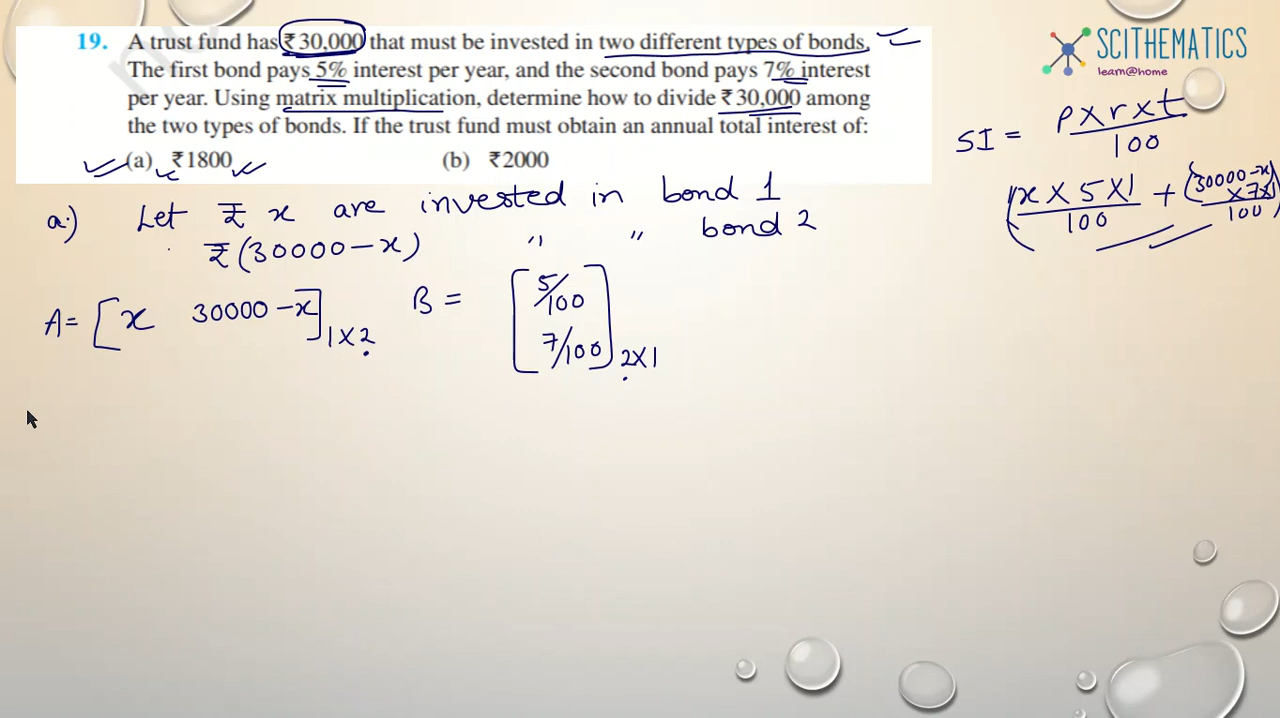 19. A trust fund has ₹ 30,000 that must be invested in two different types of bonds.
The first bond pays 5% interest per year, and the second bond pays 7% interest
per year. Using matrix multiplication, determine how to divide ₹ 30,000 among
the two types of bonds. If the trust fund must obtain an annual total interest of:
(a) ₹ 1800 (b) ₹ 2000
SCITHEMATICS
learn@home
SI = p x r x t
100
(x x 5 x 1 + (30000-x)
x 7 x 1
100 100
a.) Let ₹ x are invested in bond 1
₹ (30000-x) " " bond 2
A= [x 30000-x] 1x2 B = [5/100
7/100] 2x1